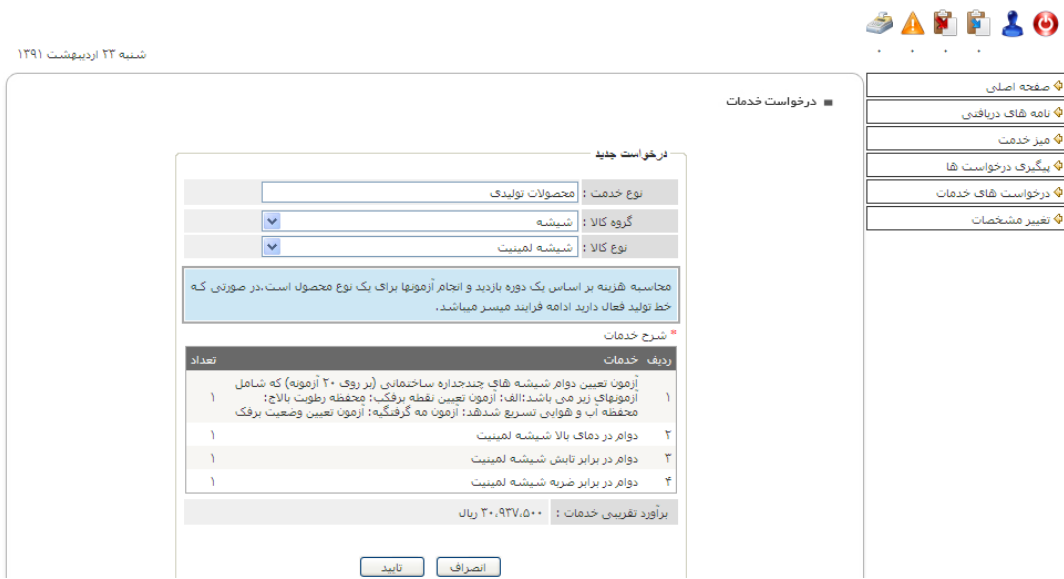 شنبه ۲۳ اردیبهشت ۱۳۹۱
صفحه اصلی
نامه های دریافتی
میز خدمت
پیگیری درخواست ها
درخواست های خدمات
تغییر مشخصات
درخواست خدمات
درخواست جدید
نوع خدمت : محصولات تولیدی
گروه کالا : شیشه
نوع کالا : شیشه لمینیت
محاسبه هزینه بر اساس یک دوره بازدید و انجام آزمونها برای یک نوع محصول است.در صورتی که
خط تولید فعال دارید ادامه فرایند میسر میباشد.
* شرح خدمات
ردیف خدمات تعداد
۱ آزمون تعیین دوام شیشه های چندجداره ساختمانی (بر روی ۲۰ آزمونه) که شامل
آزمونهای زیر می باشد:الف: آزمون تعیین نقطه برفکب: محفظه رطوبت بالاج: ۱
محفظه آب و هوایی تسریع شدهد: آزمون مه گرفتگیه: آزمون تعیین وضعیت برفک
۲ دوام در دمای بالا شیشه لمینیت ۱
۳ دوام در برابر تابش شیشه لمینیت ۱
۴ دوام در برابر ضربه شیشه لمینیت ۱
برآورد تقریبی خدمات : ۳۰،۹۳۷،۵۰۰ ریال
انصراف تایید